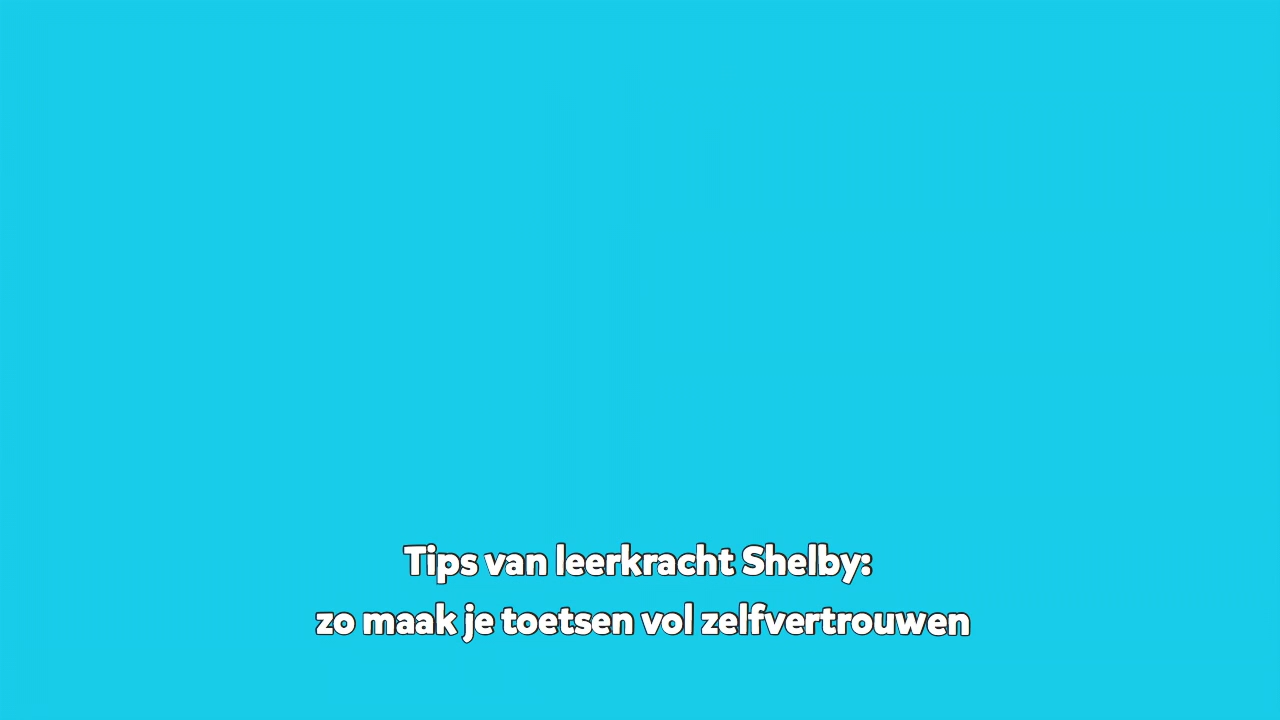 Tips van leerkracht Shelby:
zo maak je toetsen vol zelfvertrouwen